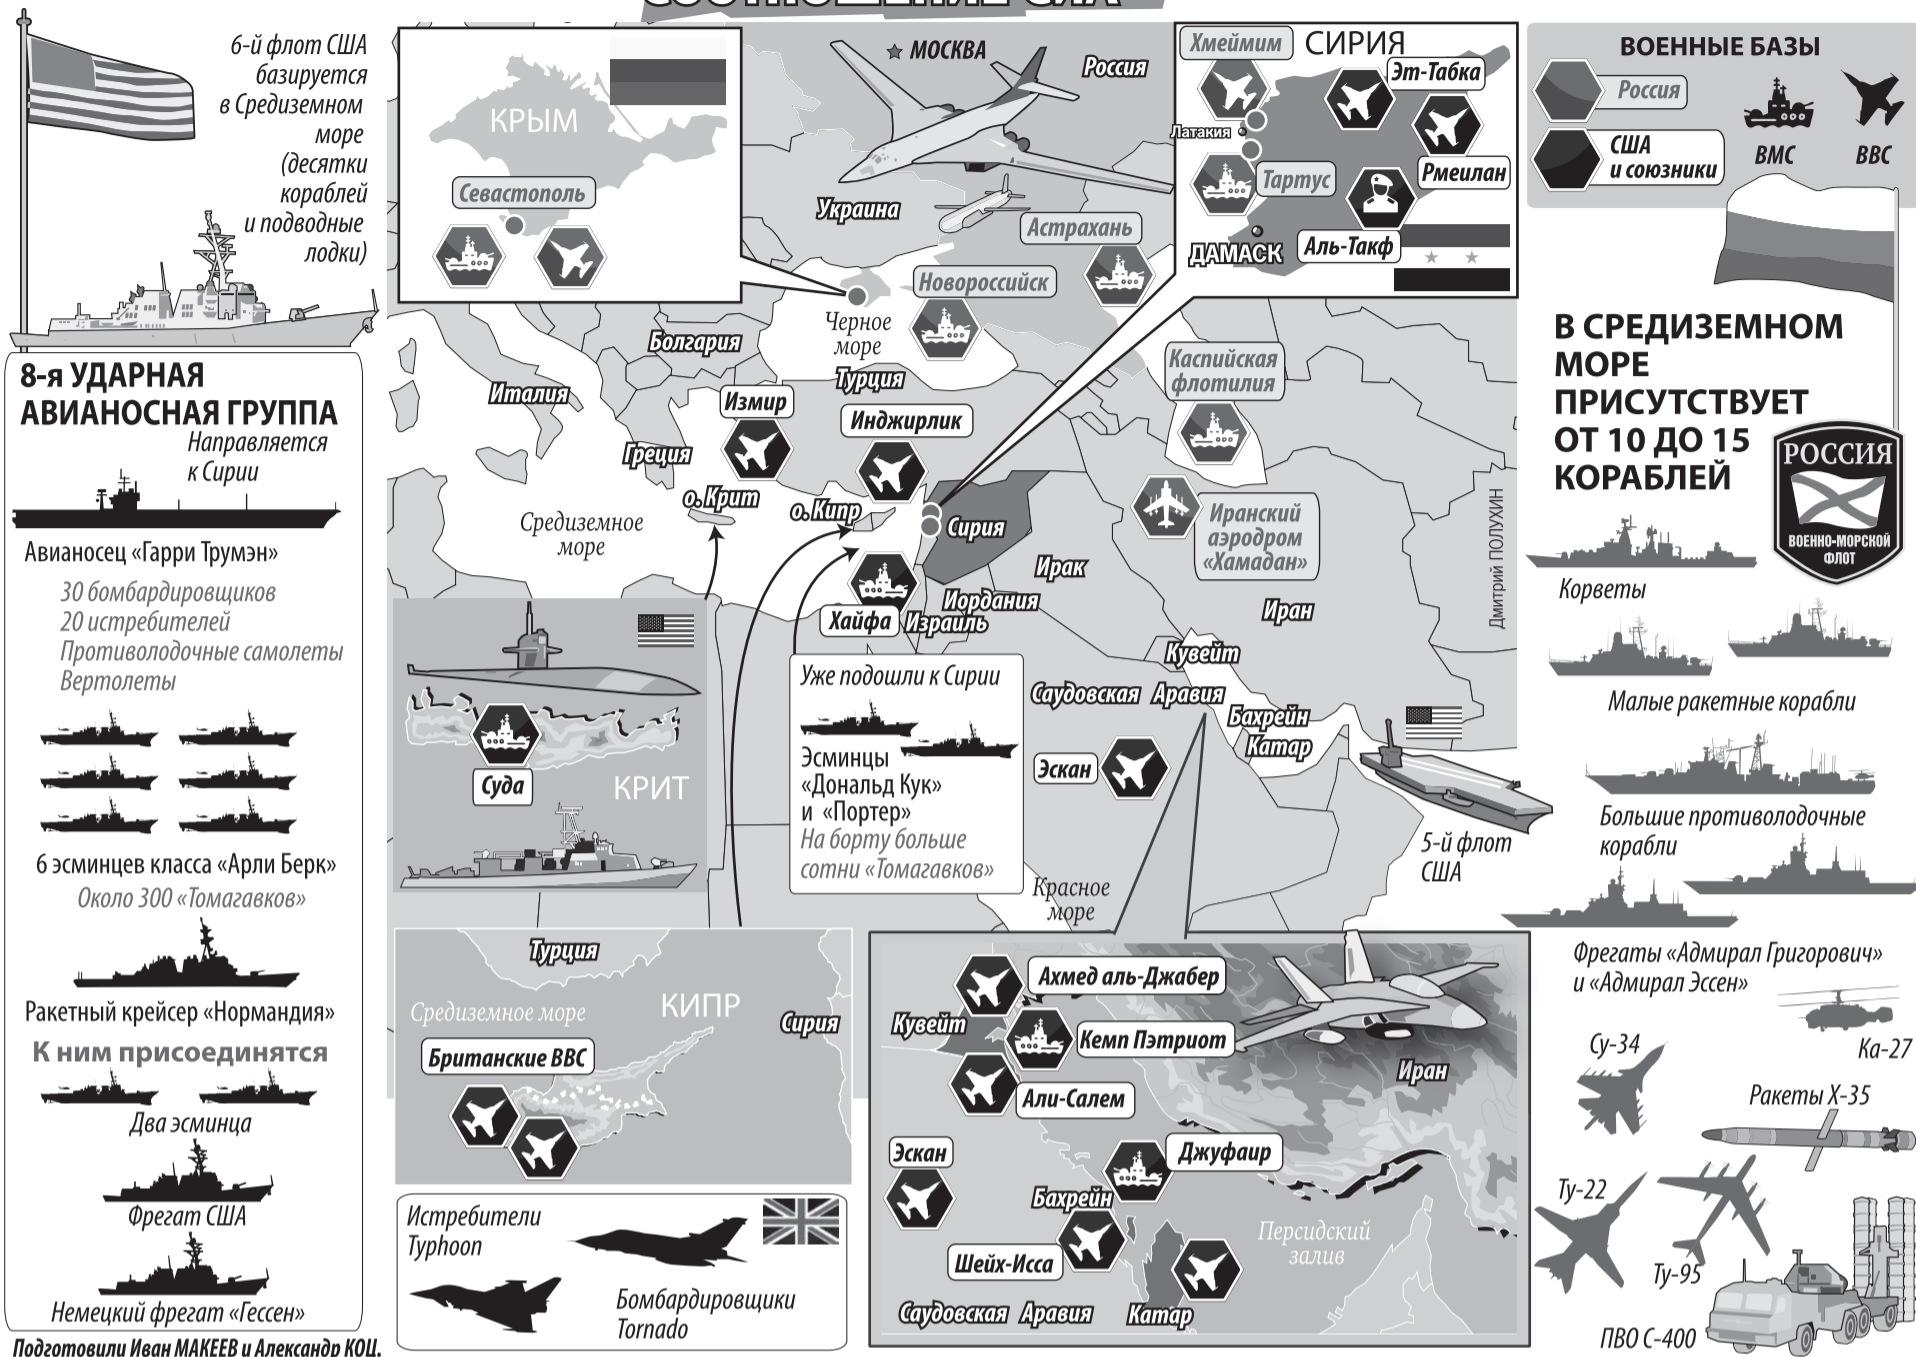 СООТНОШЕНИЕ СИЛ
6-й флот США
базируется
в Средиземном
море
(десятки
кораблей
и подводные
лодки)
8-я УДАРНАЯ
АВИАНОСНАЯ ГРУППА
Направляется
к Сирии
Авианосец «Гарри Трумэн»
30 бомбардировщиков
20 истребителей
Противолодочные самолеты
Вертолеты
6 эсминцев класса «Арли Берк»
Около 300 «Томагавков»
Ракетный крейсер «Нормандия»
К ним присоединятся
Два эсминца
Фрегат США
Немецкий фрегат «Гессен»
Подготовили Иван МАКЕЕВ и Александр КОЦ.
КРЫМ
Севастополь
МОСКВА
Россия
Украина
Астрахань
Новороссийск
Черное
море
Болгария
Турция
Италия
Измир
Инджирлик
Греция
о. Крит
о. Кипр
Средиземное
море
Сирия
Каспийская
флотилия
Иранский
аэродром
«Хамадан»
Ирак
Иран
Иордания
Хайфа
Израиль
Кувейт
Саудовская Аравия
Бахрейн
Катар
Эскан
5-й флот
США
Красное
море
Хмеймим
СИРИЯ
Эт-Табка
Латакия
Рмеилан
Тартус
ДАМАСК
Аль-Такф
Суда
КРИТ
Уже подошли к Сирии
Эсминцы
«Дональд Кук»
и «Портер»
На борту больше
сотни «Томагавков»
Турция
Средиземное море
КИПР
Сирия
Британские ВВС
Истребители
Typhoon
Бомбардировщики
Tornado
Ахмед аль-Джабер
Кувейт
Кемп Пэтриот
Али-Салем
Иран
Эскан
Джуфаир
Бахрейн
Шейх-Исса
Персидский
залив
Саудовская Аравия
Катар
Дмитрий ПОЛУХИН
ВОЕННЫЕ БАЗЫ
Россия
США
и союзники
ВМС
ВВС
В СРЕДИЗЕМНОМ
МОРЕ
ПРИСУТСТВУЕТ
ОТ 10 ДО 15
КОРАБЛЕЙ
РОССИЯ
ВОЕННО-МОРСКОЙ
ФЛОТ
Корветы
Малые ракетные корабли
Большие противолодочные
корабли
Фрегаты «Адмирал Григорович»
и «Адмирал Эссен»
Су-34
Ка-27
Ракеты Х-35
Ту-22
Ту-95
ПВО С-400